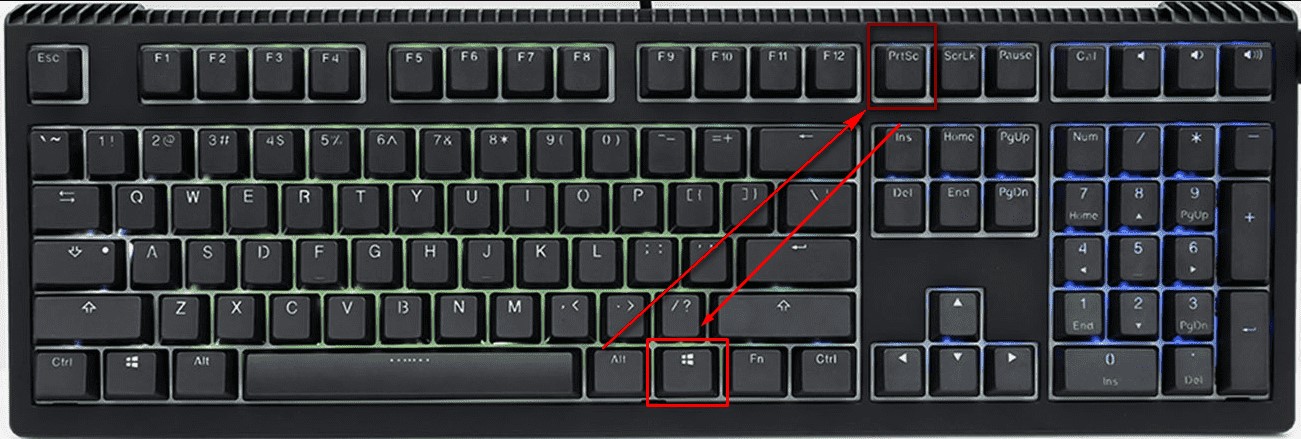 Esc F1 F2 F3 F4 F5 F6 F7 F8 F9 F10 F11 F12 PrtSc ScrLk Pause Cal
\~ 1! 2@ 3# 4$ 5% 6^ 7& 8* 9( 0) -_ =+ ← Ins Home PgUp Num / * −
Q W E R T Y U I O P [{ ]} \| Del End PgDn 7 8 9 +
Home PgUp
A S D F G H J K L ;: '" 4 5 6
Z X C V B N M ,< .> /? 1 2 3
End PgDn
Ctrl Alt Alt Fn Ctrl 0 .
Ins Del